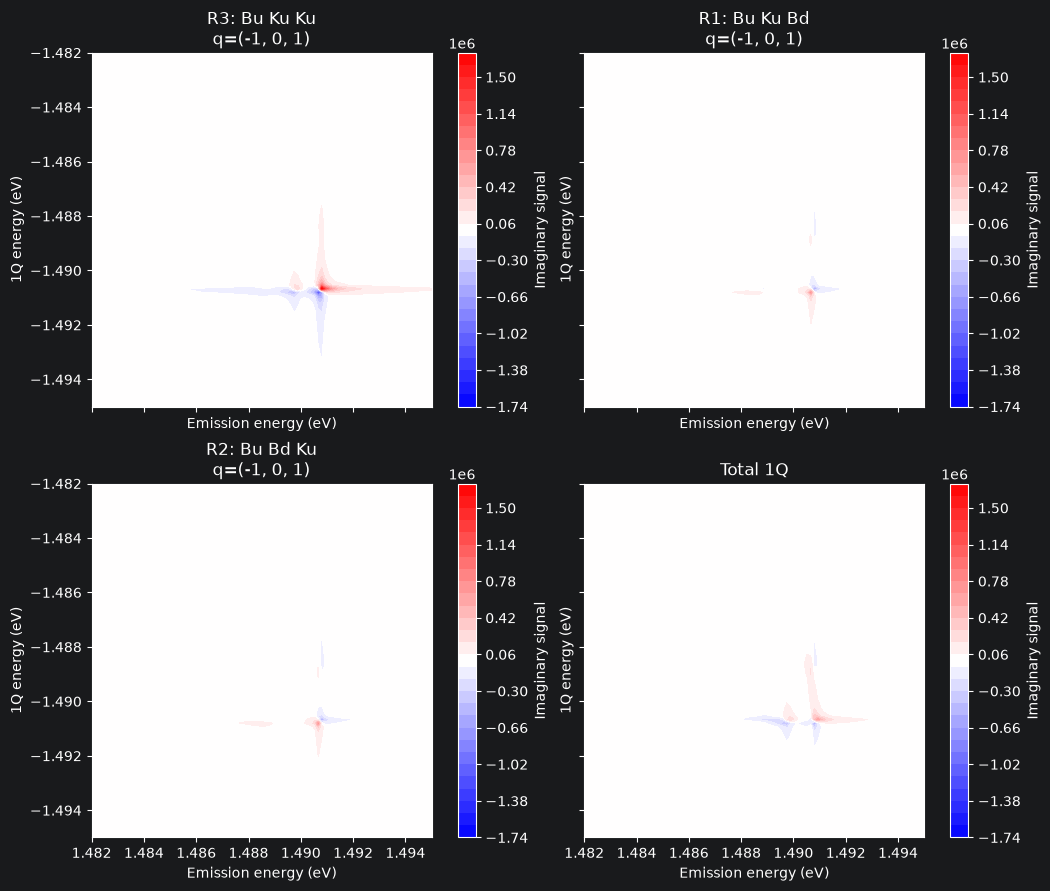 R3: Bu Ku Ku
q=(-1, 0, 1)
1e6
−1.482
−1.484
−1.486
−1.488
−1.490
−1.492
−1.494
1Q energy (eV)
Emission energy (eV)
1.50
1.14
0.78
0.42
0.06
−0.30
−0.66
−1.02
−1.38
−1.74
Imaginary signal
R1: Bu Ku Bd
q=(-1, 0, 1)
1e6
1Q energy (eV)
Emission energy (eV)
1.50
1.14
0.78
0.42
0.06
−0.30
−0.66
−1.02
−1.38
−1.74
Imaginary signal
R2: Bu Bd Ku
q=(-1, 0, 1)
1e6
−1.482
−1.484
−1.486
−1.488
−1.490
−1.492
−1.494
1Q energy (eV)
1.482 1.484 1.486 1.488 1.490 1.492 1.494
Emission energy (eV)
1.50
1.14
0.78
0.42
0.06
−0.30
−0.66
−1.02
−1.38
−1.74
Imaginary signal
Total 1Q
1e6
1Q energy (eV)
1.482 1.484 1.486 1.488 1.490 1.492 1.494
Emission energy (eV)
1.50
1.14
0.78
0.42
0.06
−0.30
−0.66
−1.02
−1.38
−1.74
Imaginary signal